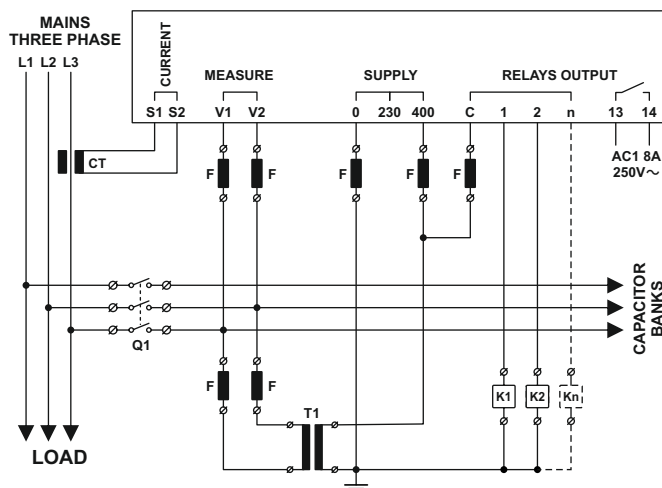 MAINS
THREE PHASE
L1 L2 L3
CURRENT
MEASURE
SUPPLY
RELAYS OUTPUT
S1 S2 V1 V2 0 230 400 C 1 2 n 13 14
CT
F F F F F
AC1 8A
250V~
Q1
CAPACITOR
BANKS
F F
T1
K1 K2 Kn
LOAD